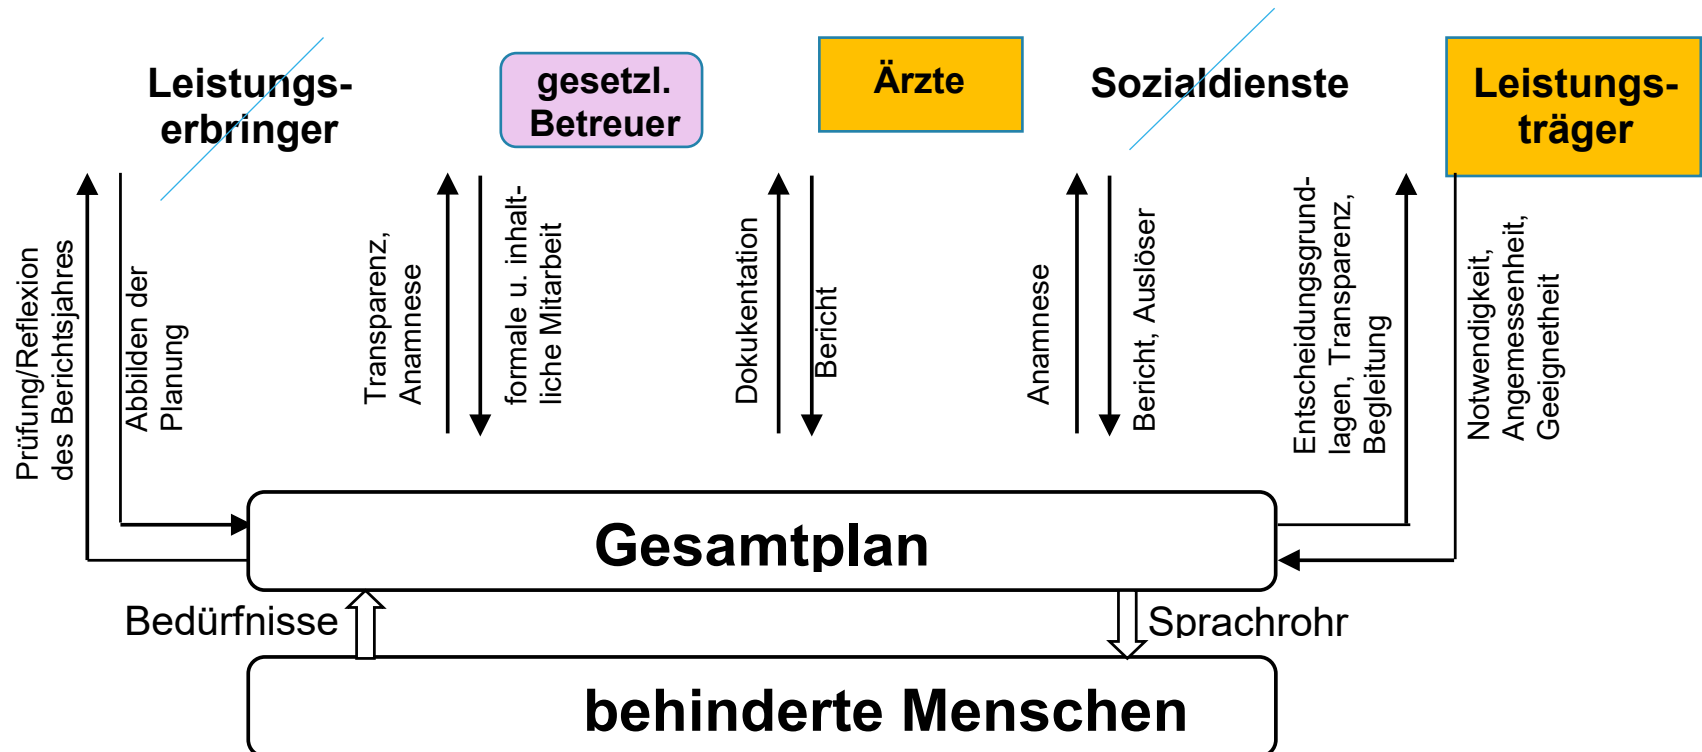 Leistungs-
erbringer
gesetzl.
Betreuer
Ärzte
Sozialdienste
Leistungs-
träger
Prüfung/Reflexion
des Berichtsjahres
Abbilden der
Planung
Transparenz,
Anamnese
formale u. inhalt-
liche Mitarbeit
Dokukentation
Bericht
Anamnese
Bericht, Auslöser
Entscheidungsgrund-
lagen, Transparenz,
Begleitung
Notwendigkeit,
Angemessenheit,
Geeignetheit
Gesamtplan
Bedürfnisse
Sprachrohr
behinderte Menschen